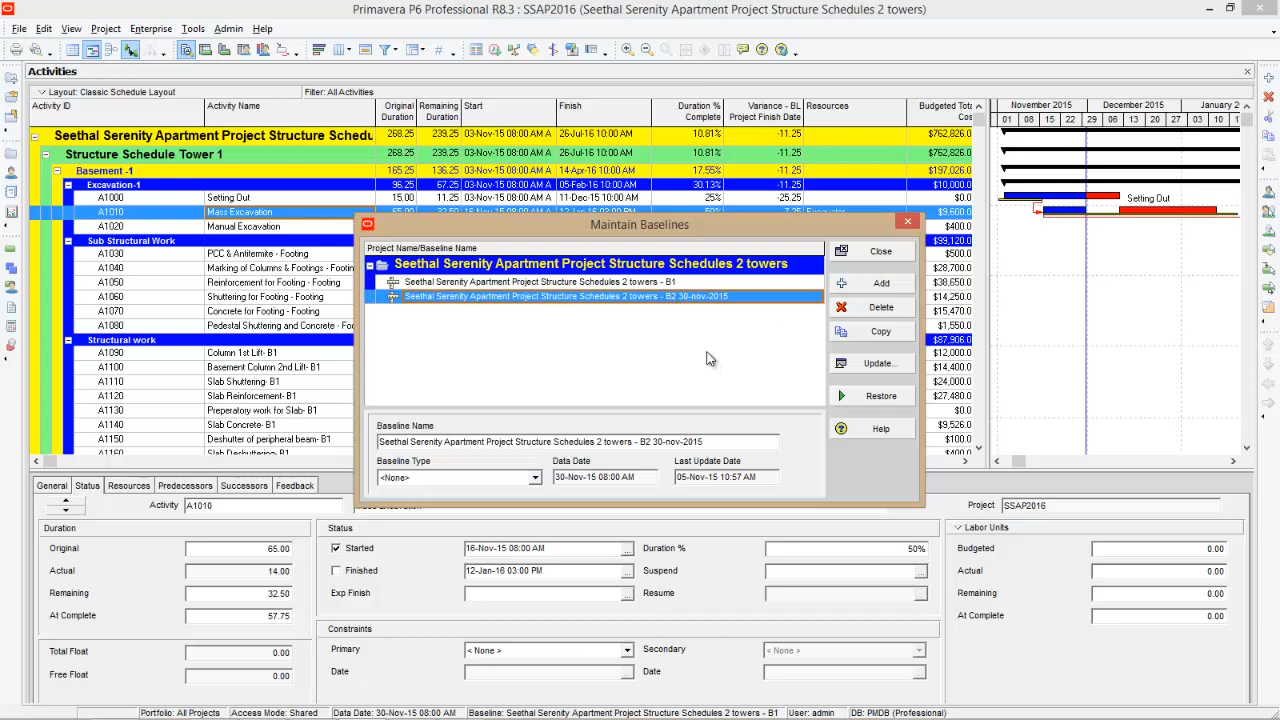 Primavera P6 Professional R8.3 : SSAP2016 (Seethal Serenity Apartment Project Structure Schedules 2 towers)
File Edit View Project Enterprise Tools Admin Help
Activities
Layout: Classic Schedule Layout Filter: All Activities
Activity ID Activity Name Original Duration Remaining Duration Start Finish Duration % Complete Variance - BL Project Finish Date Resources Budgeted Tota Cos November 2015 December 2015 January 2
01 08 15 22 29 06 13 20 27 03 10
Seethal Serenity Apartment Project Structure Schedu 268.25 239.25 03-Nov-15 08:00 AM A 26-Jul-16 10:00 AM 10.81% -11.25 $762,826.0
Structure Schedule Tower 1 268.25 239.25 03-Nov-15 08:00 AM A 26-Jul-16 10:00 AM 10.81% -11.25 $762,826.0
Basement -1 165.25 136.25 03-Nov-15 08:00 AM A 14-Apr-16 10:00 AM 17.55% -11.25 $197,026.0
Excavation-1 96.25 67.25 03-Nov-15 08:00 AM A 05-Feb-16 10:00 AM 30.13% -11.25 $10,000.0
A1000 Setting Out 15.00 11.25 03-Nov-15 08:00 AM A 11-Dec-15 10:00 AM 25% -25.25 $0.0 Setting Out
A1010 Mass Excavation $9,600.0
A1020 Manual Excavation $400.0
Sub Structural Work $99,120.0
A1030 PCC & Antitermite - Footing $500.0
A1040 Marking of Columns & Footings - Footin $28,700.0
A1050 Reinforcement for Footing - Footing $38,650.0
A1060 Shuttering for Footing - Footing $14,250.0
A1070 Concrete for Footing - Footing $15,470.0
A1080 Pedestal Shuttering and Concrete - Foo $1,550.0
Structural work $87,906.0
A1090 Column 1st Lift- B1 $12,000.0
A1100 Basement Column 2nd Lift- B1 $14,400.0
A1110 Slab Shuttering- B1 $24,000.0
A1120 Slab Reinforcement- B1 $27,480.0
A1130 Preperatory work for Slab- B1 $0.0
A1140 Slab Concrete- B1 $9,526.0
A1150 Deshutter of peripheral beam- B1 $100.0
A1160 Slab Deshuttering- B1 $400.0
Maintain Baselines
Project Name/Baseline Name
Seethal Serenity Apartment Project Structure Schedules 2 towers
Seethal Serenity Apartment Project Structure Schedules 2 towers - B1
Seethal Serenity Apartment Project Structure Schedules 2 towers - B2 30-nov-2015
Close
Add
Delete
Copy
Update...
Restore
Help
Baseline Name
Seethal Serenity Apartment Project Structure Schedules 2 towers - B2 30-nov-2015
Baseline Type Data Date Last Update Date
<None> 30-Nov-15 08:00 AM 05-Nov-15 10:57 AM
General Status Resources Predecessors Successors Feedback
Activity A1010 Project SSAP2016
Duration
Original 65.00
Actual 14.00
Remaining 32.50
At Complete 57.75
Total Float 0.00
Free Float 0.00
Status
Started 16-Nov-15 08:00 AM ... Duration % 50%
Finished 12-Jan-16 03:00 PM ... Suspend ...
Exp Finish ... Resume ...
Constraints
Primary < None > Secondary < None >
Date ... Date ...
Labor Units
Budgeted 0.00
Actual 0.00
Remaining 0.00
At Complete 0.00
Portfolio: All Projects Access Mode: Shared Data Date: 30-Nov-15 08:00 AM Baseline: Seethal Serenity Apartment Project Structure Schedules 2 towers - B1 User: admin DB: PMDB (Professional)